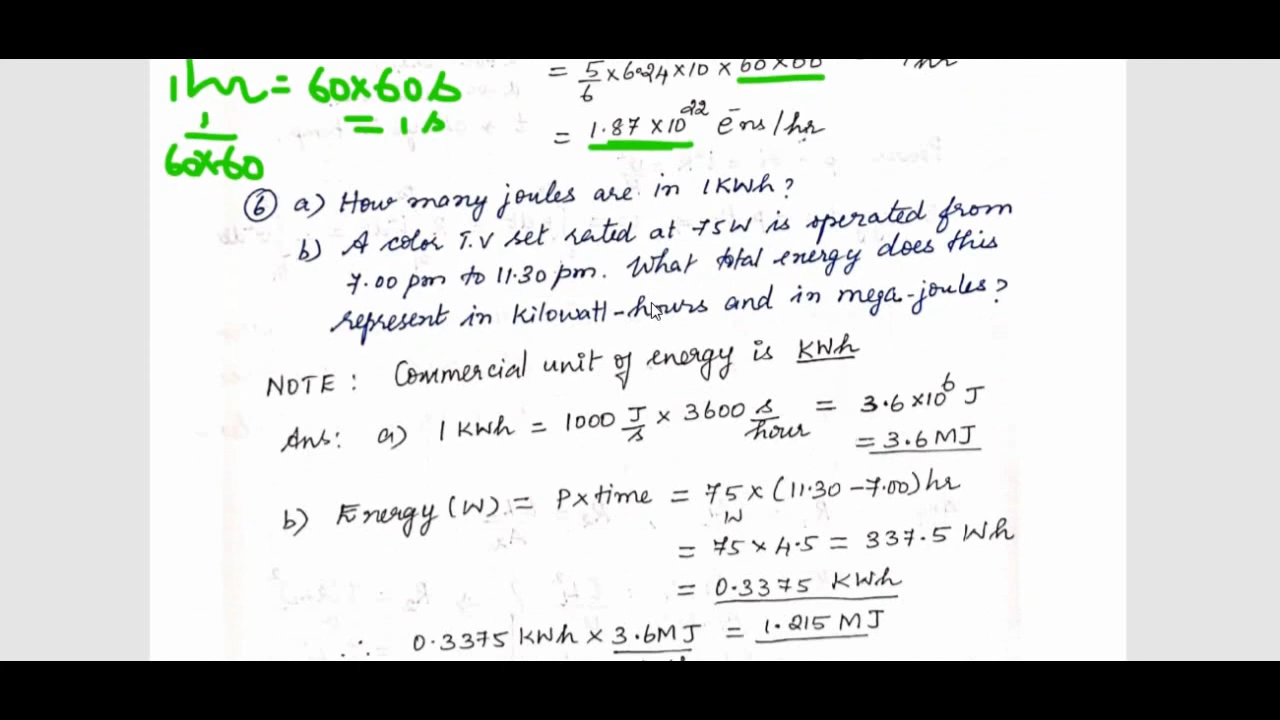 1hr = 60×60s
1/60×60 = 1s
= 5/6 × 6.24 × 10 × 60×60
= 1.87 × 10²² ēns/hr
⑥ a) How many joules are in 1KWh?
b) A color T.V set rated at 75W is operated from
7.00 pm to 11.30 pm. What total energy does this
represent in kilowatt-hours and in mega-joules?
NOTE : Commercial unit of energy is KWh
Ans: a) 1 KWh = 1000 J/s × 3600 s/hour = 3.6×10⁶ J
= 3.6 MJ
b) Energy (W) = P×time = 75 × (11.30 – 7.00) hr
W
= 75 × 4.5 = 337.5 Wh
= 0.3375 KWh
∴ 0.3375 KWh × 3.6MJ = 1.215 MJ